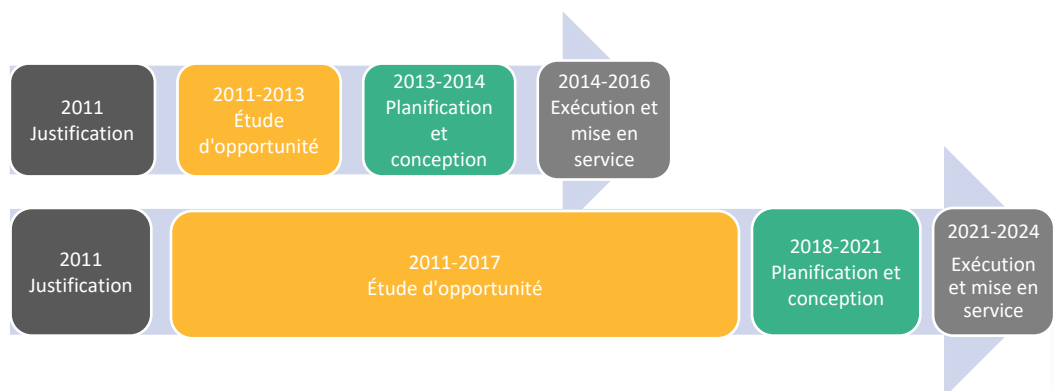 2011
Justification
2011-2013
Étude
d'opportunité
2013-2014
Planification
et
conception
2014-2016
Exécution et
mise en
service
2011
Justification
2011-2017
Étude d'opportunité
2018-2021
Planification et
conception
2021-2024
Exécution
et mise en
service